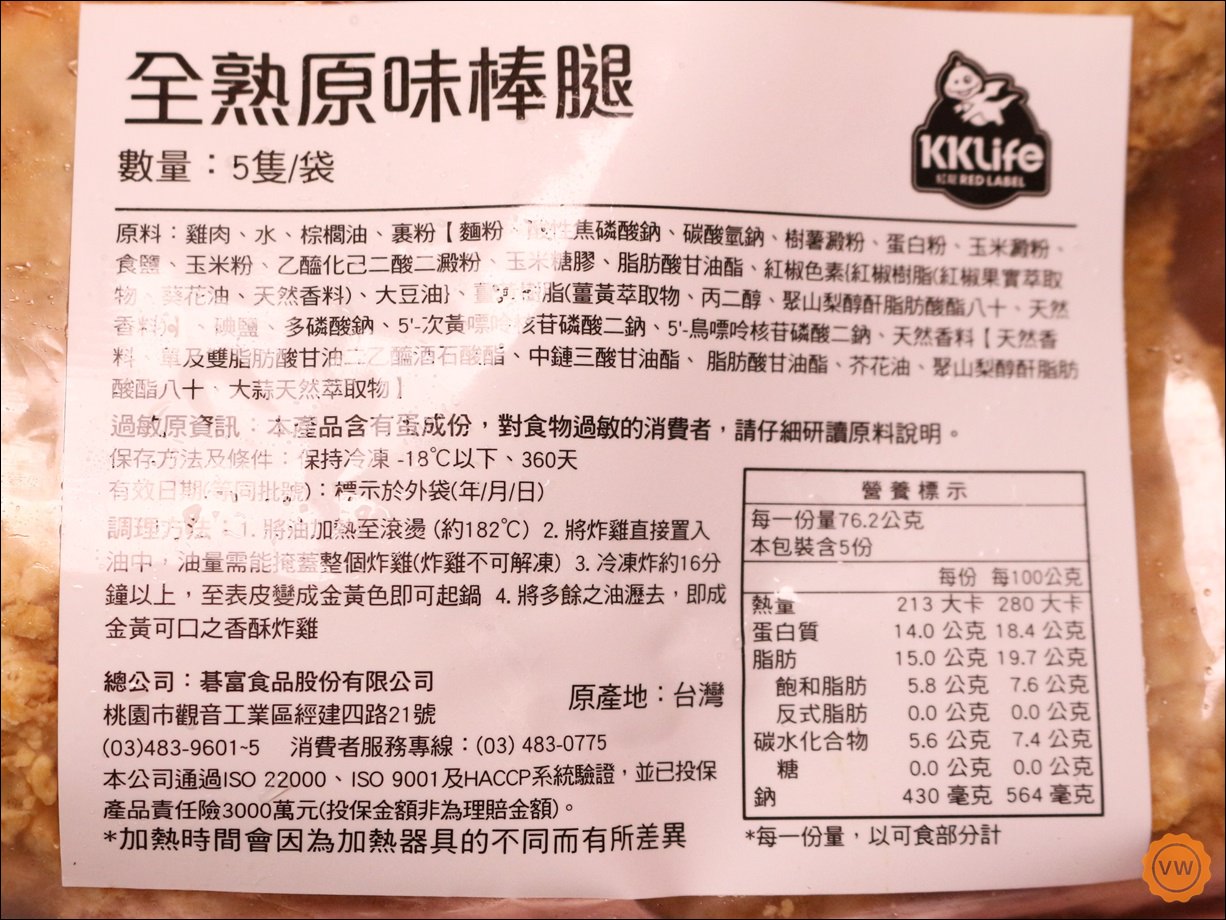 全熟原味棒腿
數量：5隻/袋
KKLife
紅龍 RED LABEL
原料：雞肉、水、棕櫚油、裹粉【麵粉、酸性焦磷酸鈉、碳酸氫鈉、樹薯澱粉、蛋白粉、玉米澱粉、
食鹽、玉米粉、乙醯化己二酸二澱粉、玉米糖膠、脂肪酸甘油酯、紅椒色素{紅椒樹脂(紅椒果實萃取
物、葵花油、天然香料)、大豆油}、樹脂(薑黃萃取物、丙二醇、聚山梨醇酐脂肪酸酯八十、天然
香料、碘鹽、多磷酸鈉、5'-次黃嘌呤核苷磷酸二鈉、5'-鳥嘌呤核苷磷酸二鈉、天然香料【天然香
料、單及雙脂肪酸甘油二乙醯酒石酸酯、中鏈三酸甘油酯、脂肪酸甘油酯、芥花油、聚山梨醇酐脂肪
酸酯八十、大蒜天然萃取物】
過敏原資訊：本產品含有蛋成份，對食物過敏的消費者，請仔細研讀原料說明。
保存方法及條件：保持冷凍 -18℃以下、360天
有效日期(等同批號)：標示於外袋(年/月/日)
調理方法：1. 將油加熱至滾燙 (約182℃) 2. 將炸雞直接置入
油中，油量需能掩蓋整個炸雞(炸雞不可解凍) 3. 冷凍炸約16分
鐘以上，至表皮變成金黃色即可起鍋 4. 將多餘之油瀝去，即成
金黃可口之香酥炸雞
總公司：碁富食品股份有限公司
原產地：台灣
桃園市觀音工業區經建四路21號
(03)483-9601~5 消費者服務專線：(03) 483-0775
本公司通過ISO 22000、ISO 9001及HACCP系統驗證，並已投保
產品責任險3000萬元(投保金額非為理賠金額)。
*加熱時間會因為加熱器具的不同而有所差異
營養標示
每一份量76.2公克
本包裝含5份
每份 每100公克
熱量 213 大卡 280 大卡
蛋白質 14.0 公克 18.4 公克
脂肪 15.0 公克 19.7 公克
飽和脂肪 5.8 公克 7.6 公克
反式脂肪 0.0 公克 0.0 公克
碳水化合物 5.6 公克 7.4 公克
糖 0.0 公克 0.0 公克
鈉 430 毫克 564 毫克
*每一份量，以可食部分計
VW